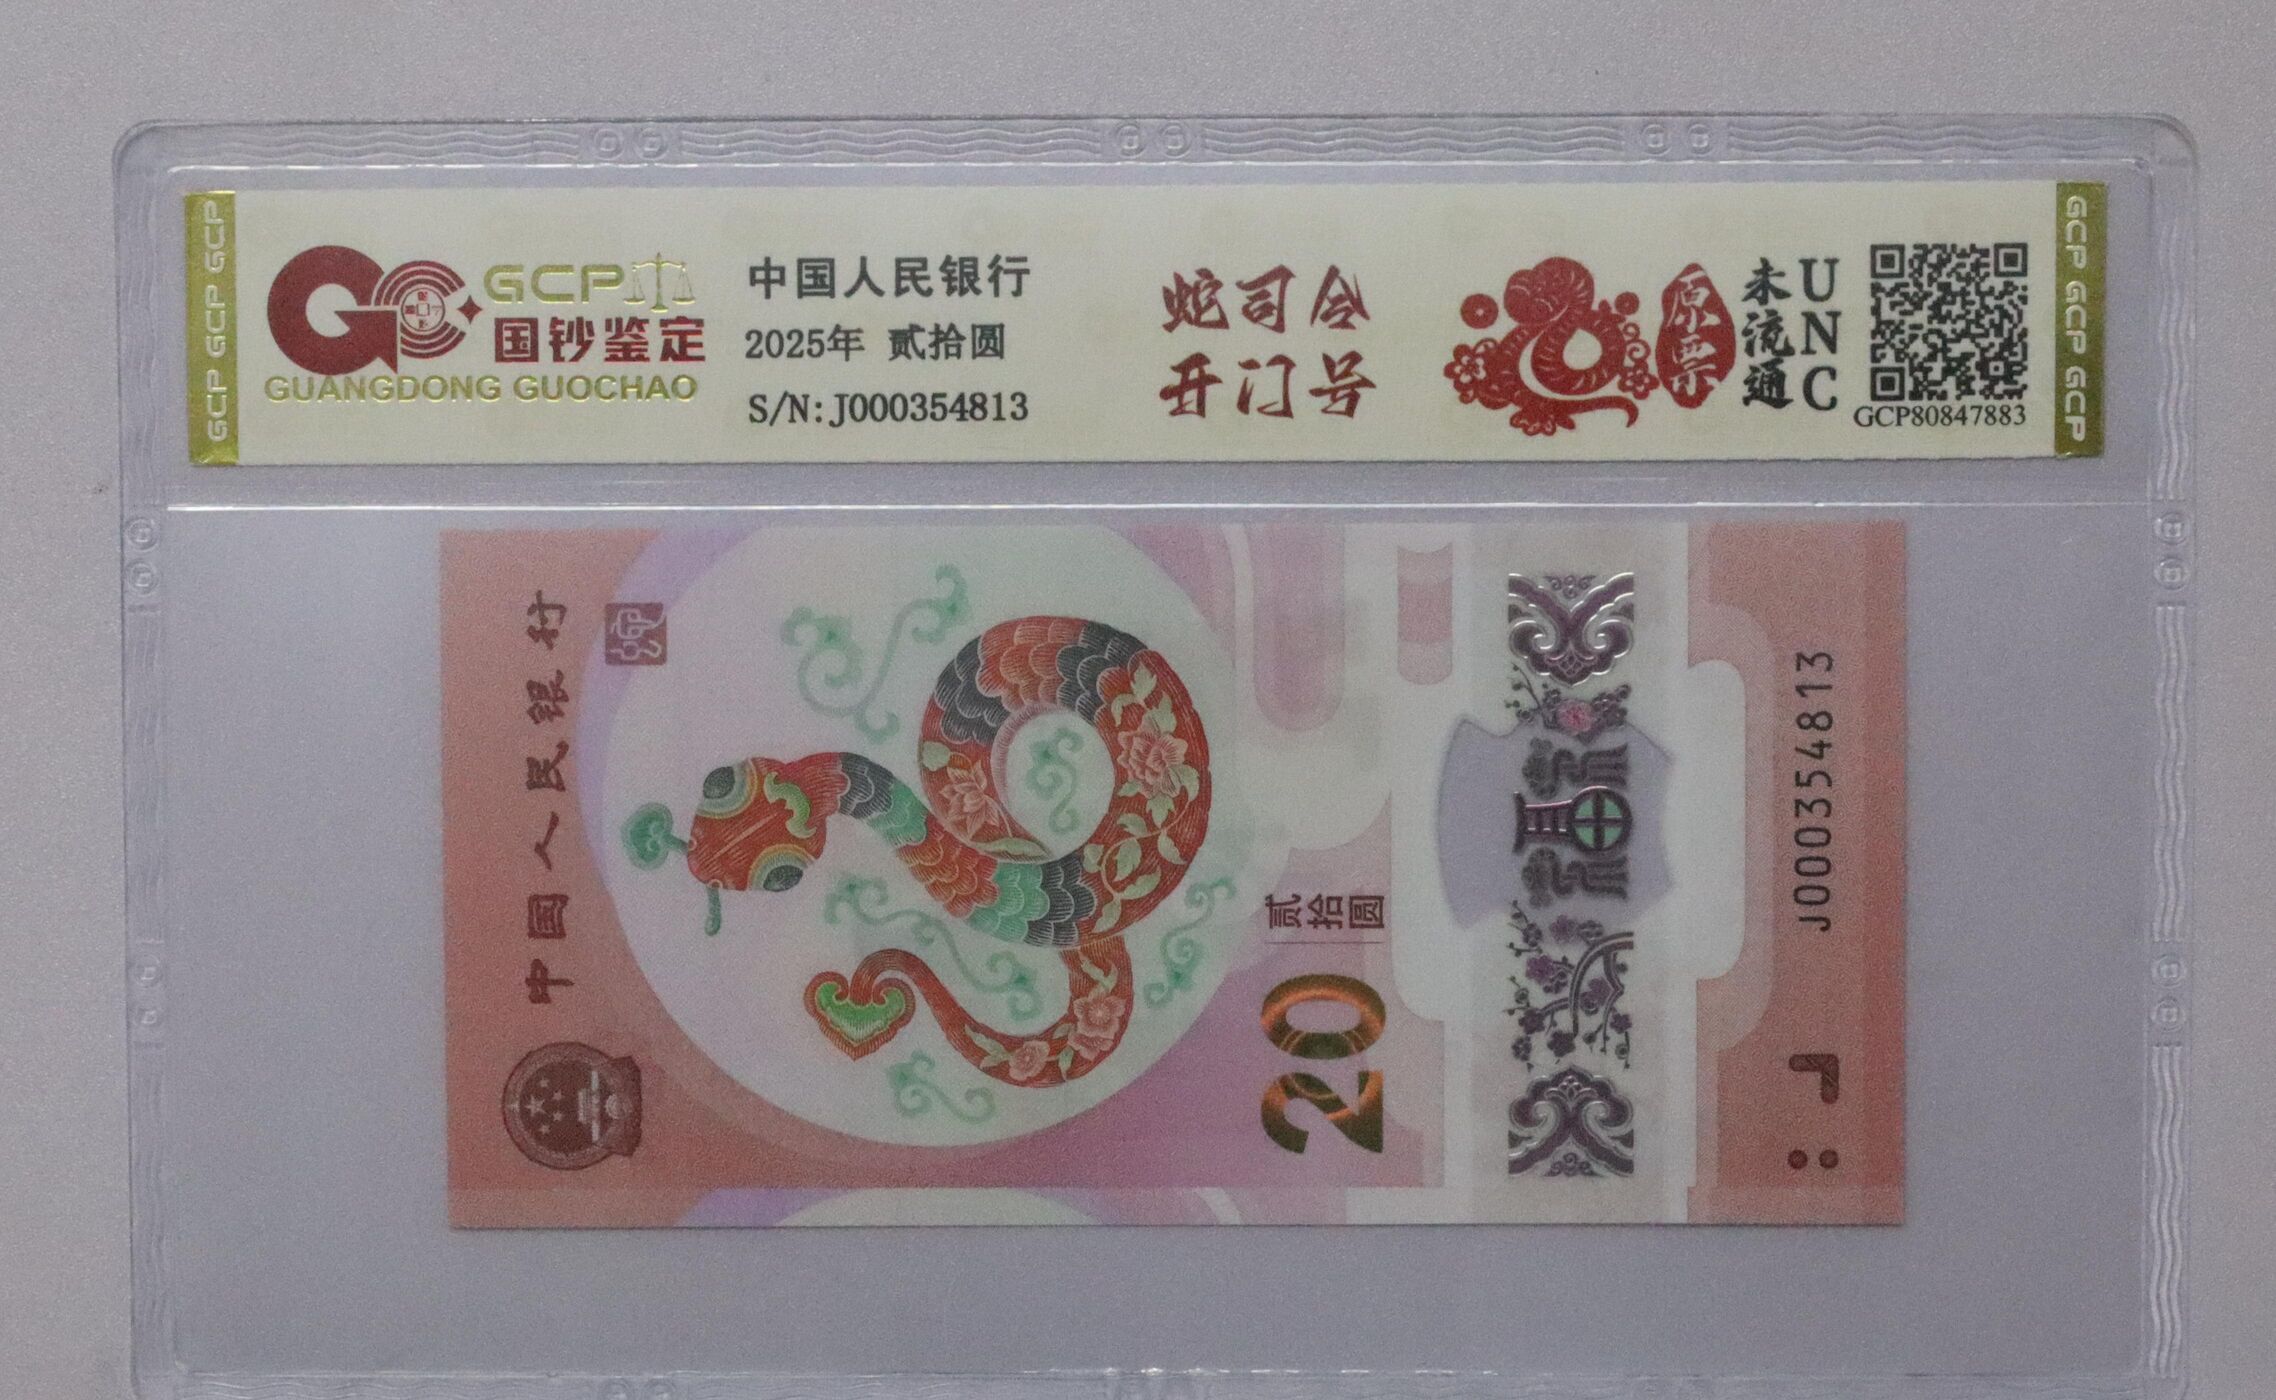 GCP GCP GCP
GCP
国钞鉴定
GUANGDONG GUOCHAO
中国人民银行
2025年 贰拾圆
S/N:J000354813
蛇司令
开门号
原票
未流通
UNC
GCP80847883
GCP GCP GCP
中国人民银行
贰拾圆
20
福
J000354813